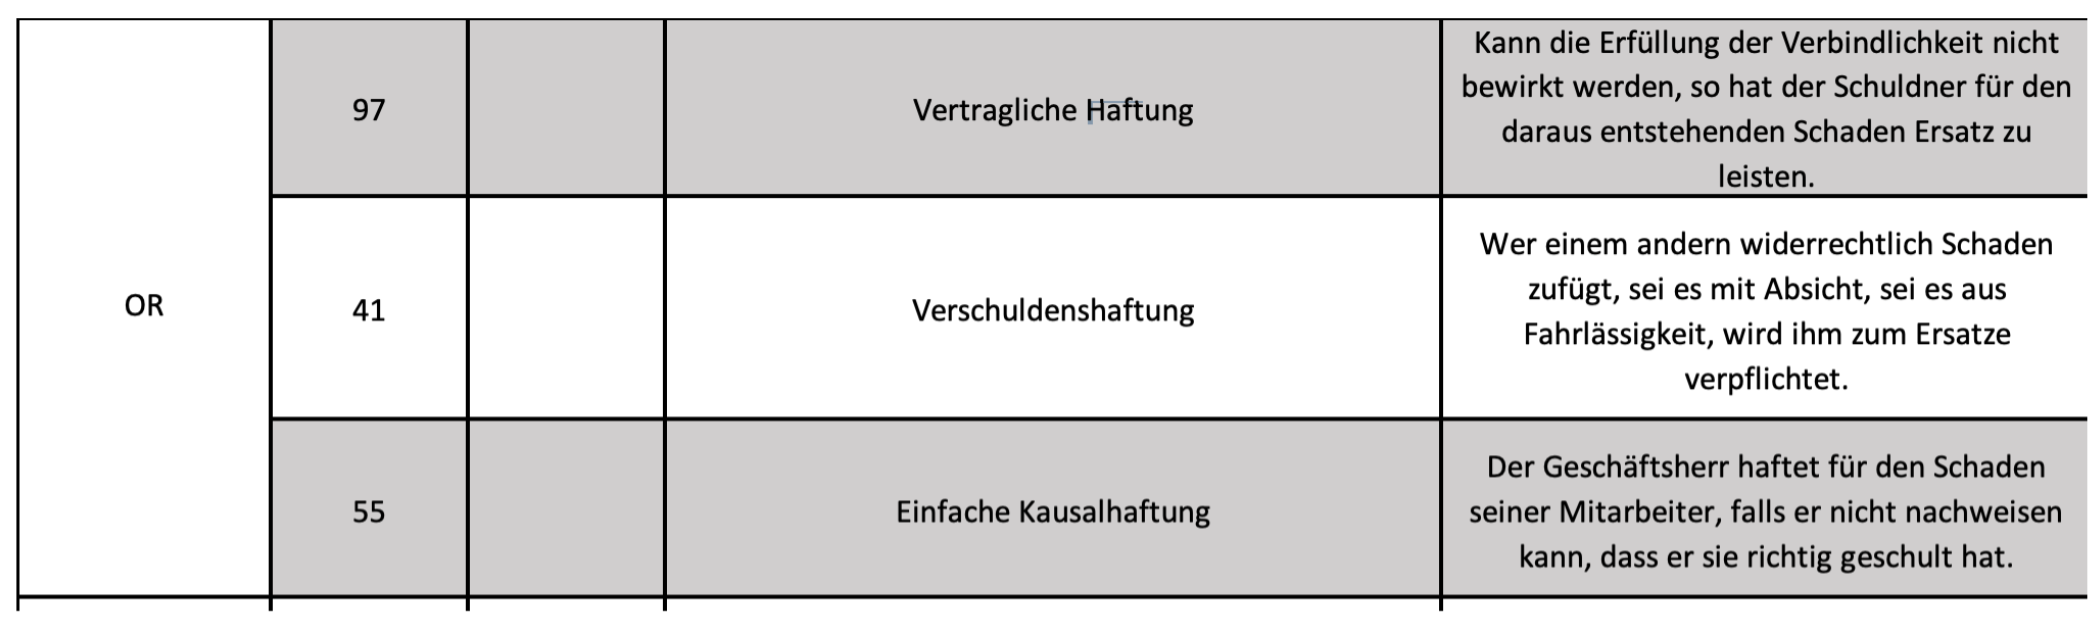 OR
97
Vertragliche Haftung
Kann die Erfüllung der Verbindlichkeit nicht
bewirkt werden, so hat der Schuldner für den
daraus entstehenden Schaden Ersatz zu
leisten.
41
Verschuldenshaftung
Wer einem andern widerrechtlich Schaden
zufügt, sei es mit Absicht, sei es aus
Fahrlässigkeit, wird ihm zum Ersatze
verpflichtet.
55
Einfache Kausalhaftung
Der Geschäftsherr haftet für den Schaden
seiner Mitarbeiter, falls er nicht nachweisen
kann, dass er sie richtig geschult hat.